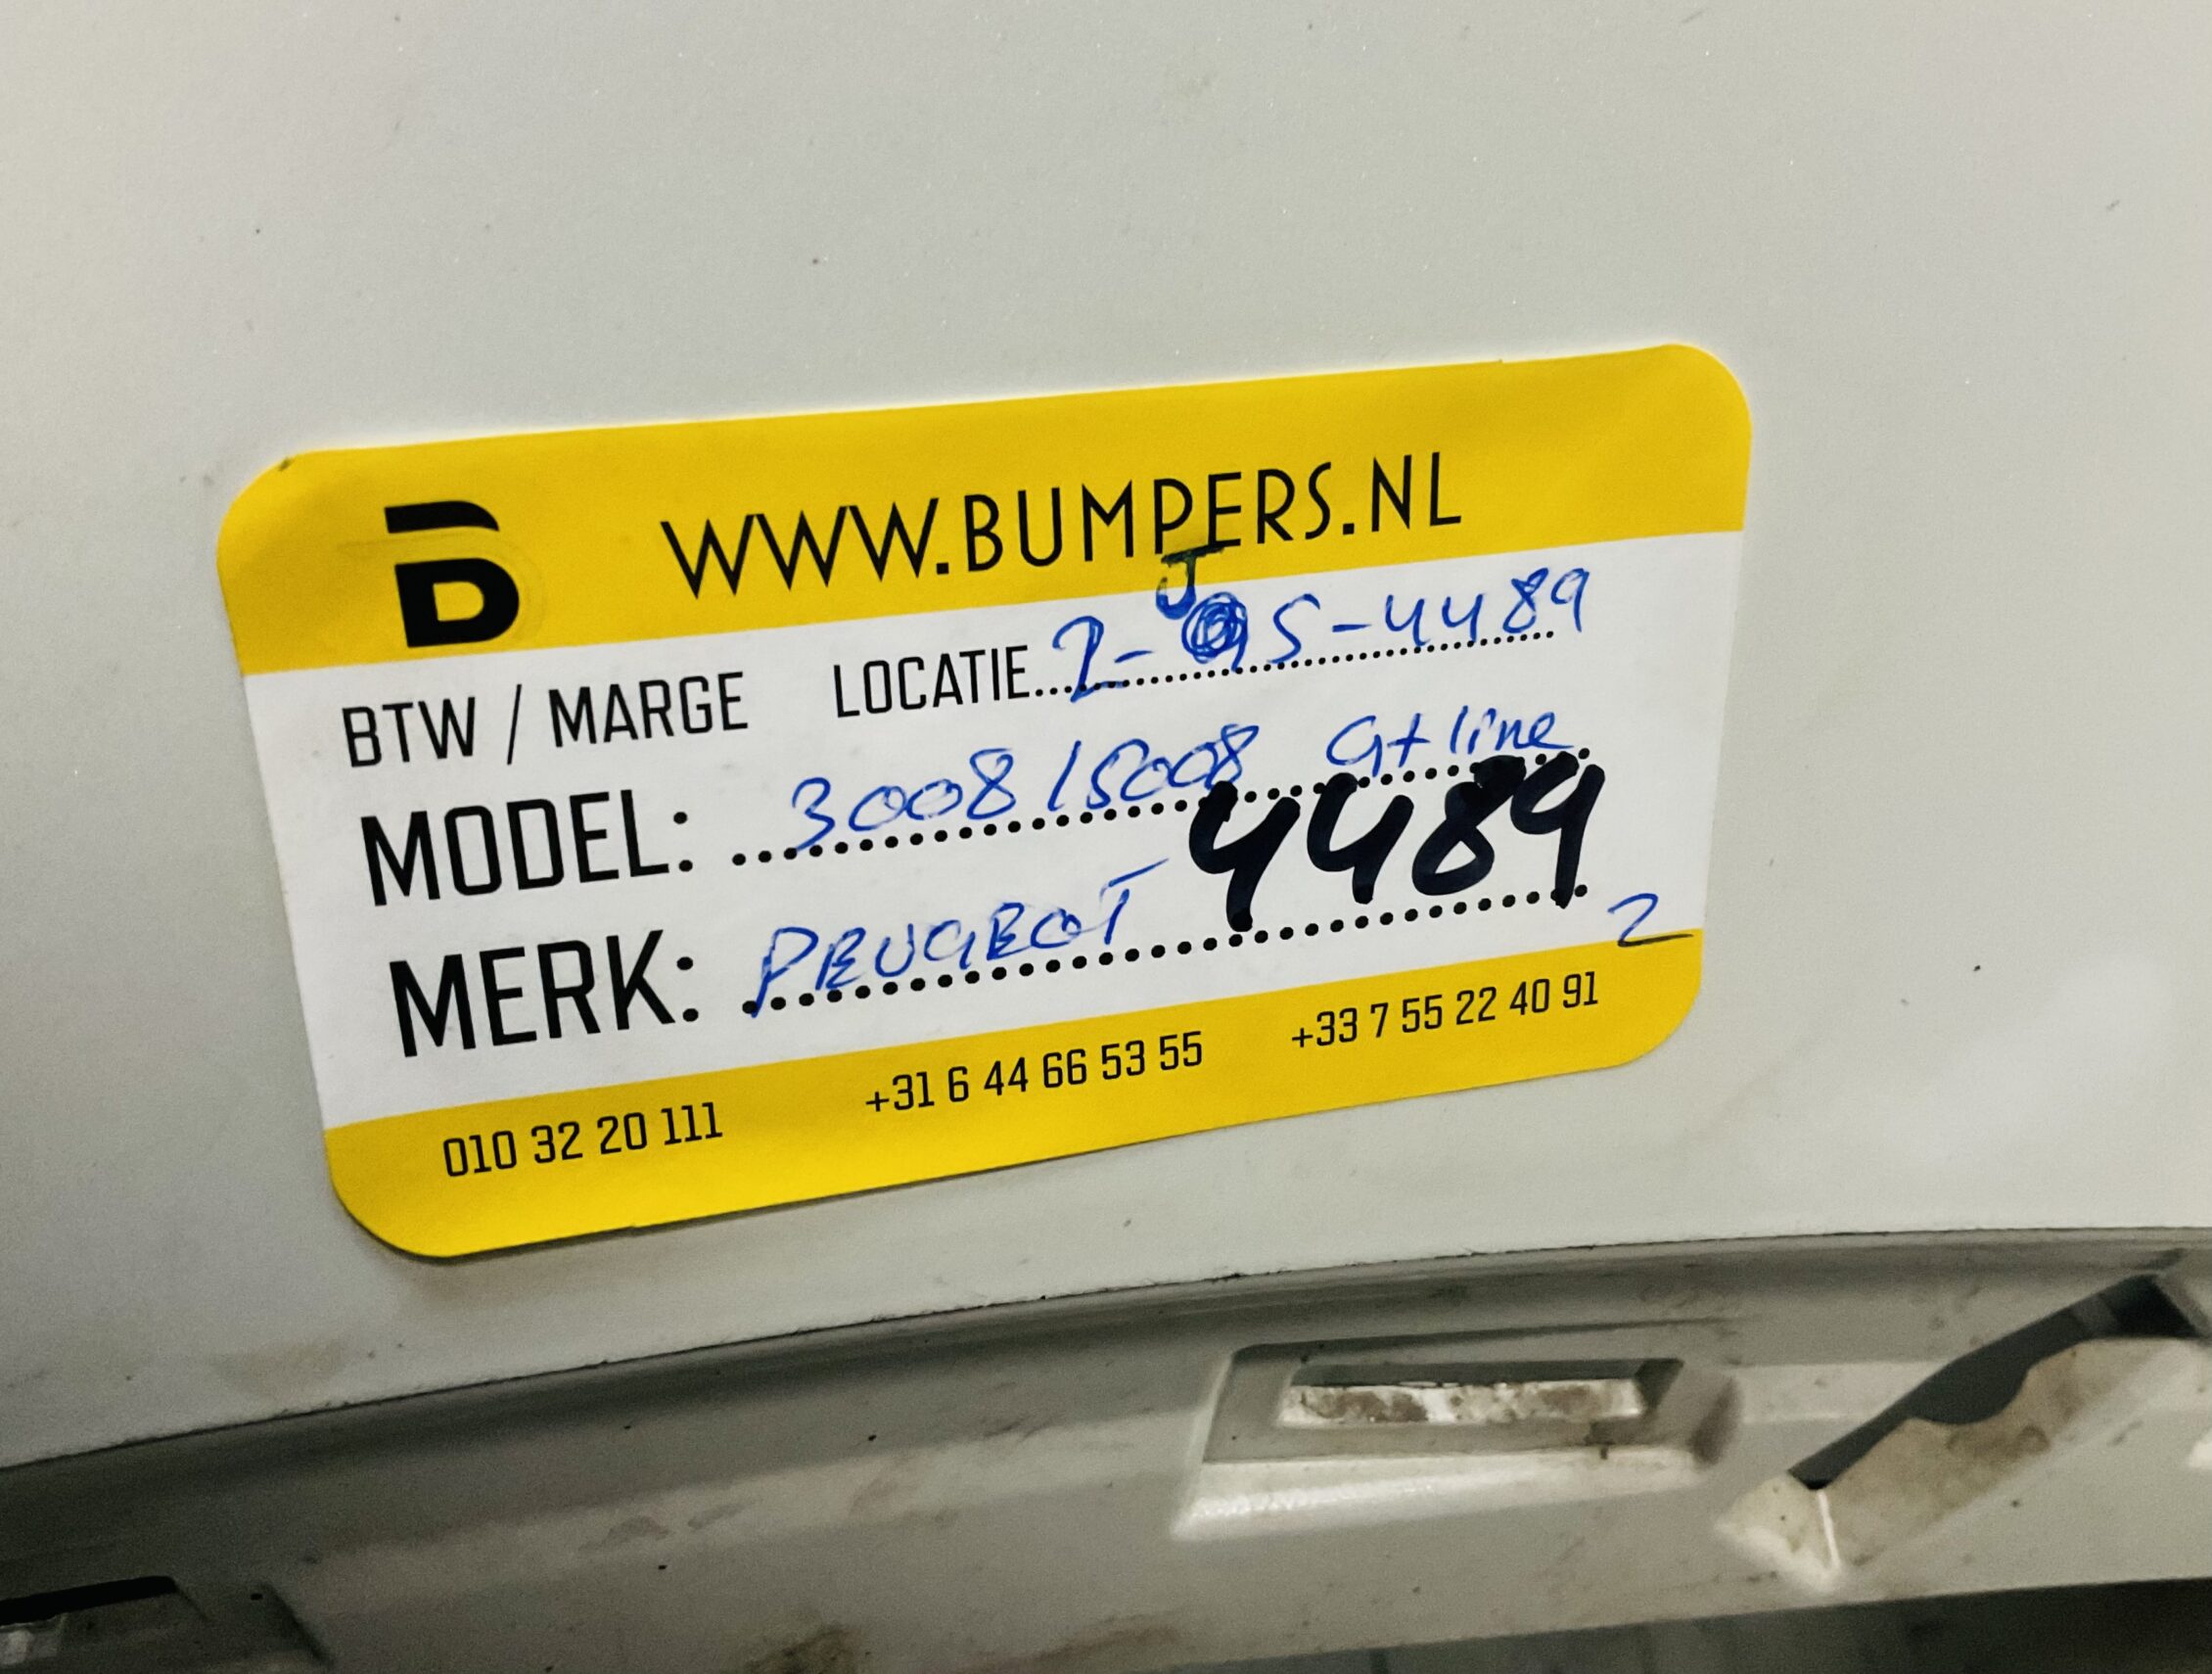 B WWW.BUMPERS.NL
BTW / MARGE LOCATIE 2-J5-4489
MODEL: 3008/5008 Gt line
4489
MERK: PEUGEOT
2
010 32 20 111 +31 6 44 66 53 55 +33 7 55 22 40 91